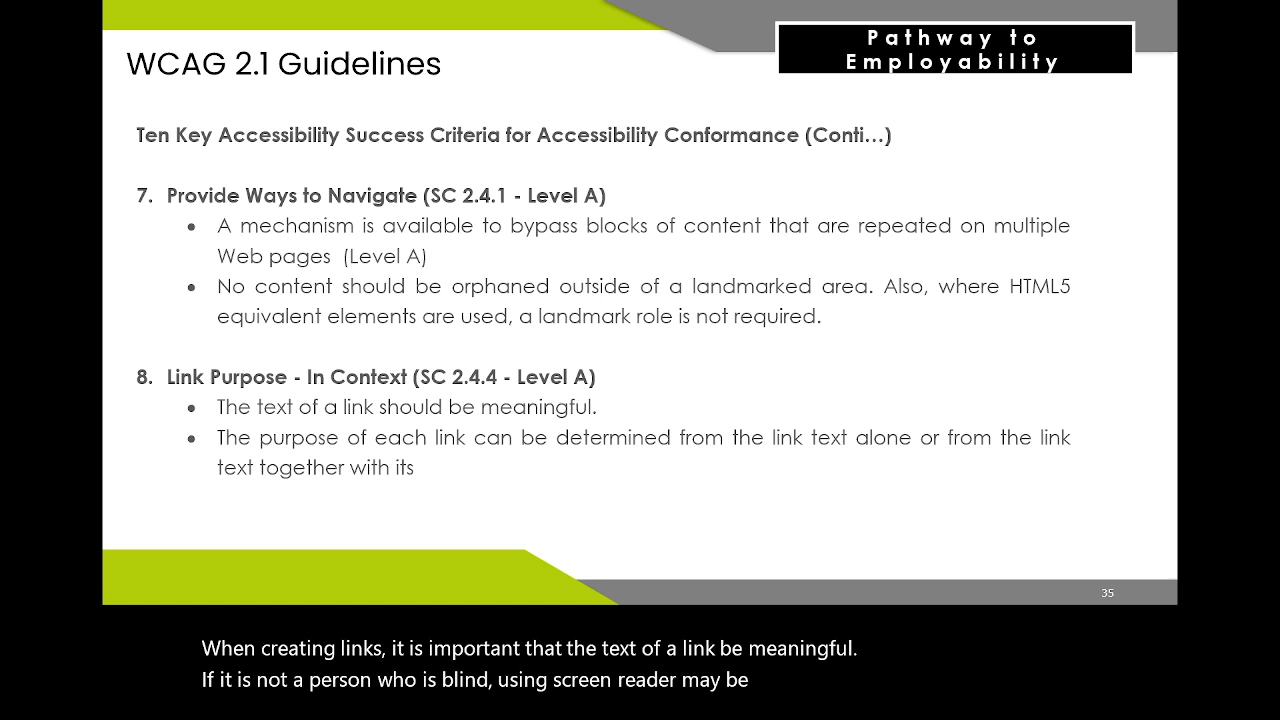 Pathway to
Employability
WCAG 2.1 Guidelines
Ten Key Accessibility Success Criteria for Accessibility Conformance (Conti...)
7. Provide Ways to Navigate (SC 2.4.1 - Level A)
• A mechanism is available to bypass blocks of content that are repeated on multiple
Web pages (Level A)
• No content should be orphaned outside of a landmarked area. Also, where HTML5
equivalent elements are used, a landmark role is not required.
8. Link Purpose - In Context (SC 2.4.4 - Level A)
• The text of a link should be meaningful.
• The purpose of each link can be determined from the link text alone or from the link
text together with its
35
When creating links, it is important that the text of a link be meaningful.
If it is not a person who is blind, using screen reader may be